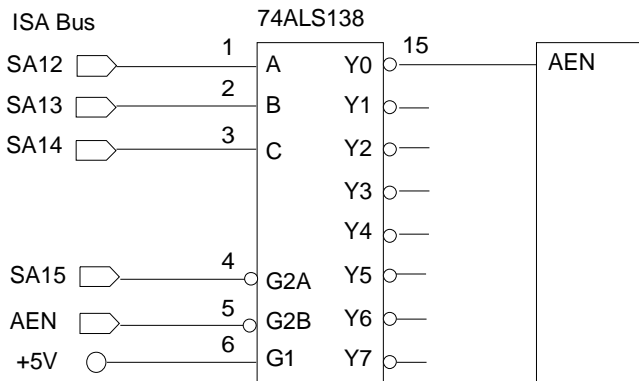 ISA Bus 74ALS138
SA12 1 A Y0 15 AEN
SA13 2 B Y1
SA14 3 C Y2
Y3
Y4
SA15 4 G2A Y5
AEN 5 G2B Y6
+5V 6 G1 Y7